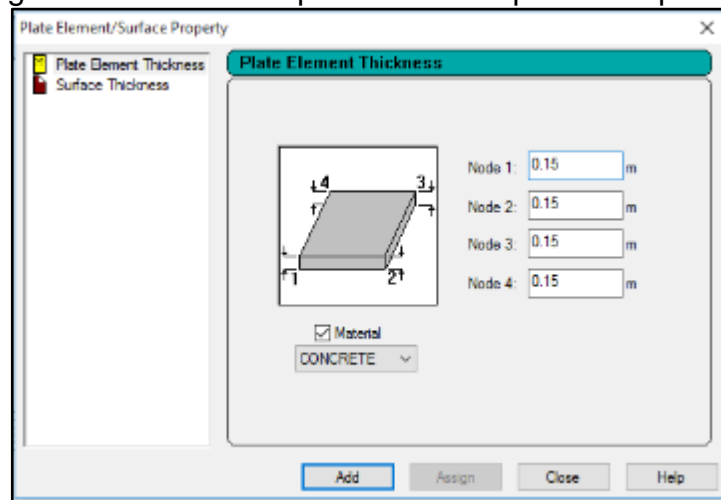 Plate Element/Surface Property
Plate Element Thickness
Surface Thickness
Plate Element Thickness
4 3
1 2
Node 1: 0.15 m
Node 2: 0.15 m
Node 3: 0.15 m
Node 4: 0.15 m
Material
CONCRETE
Add Assign Close Help